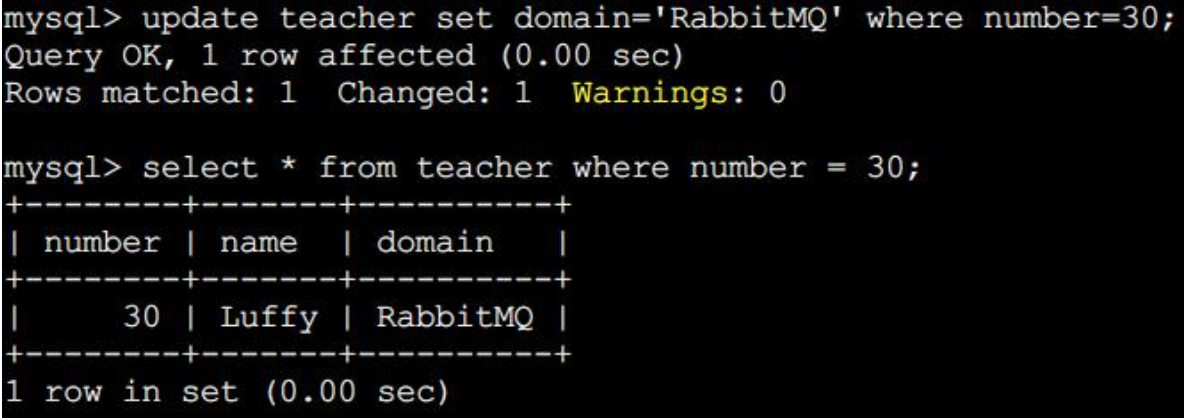 mysql> update teacher set domain='RabbitMQ' where number=30;
Query OK, 1 row affected (0.00 sec)
Rows matched: 1  Changed: 1  Warnings: 0
mysql> select * from teacher where number = 30;
+--------+-------+----------+
| number | name  | domain   |
+--------+-------+----------+
|     30 | Luffy | RabbitMQ |
+--------+-------+----------+
1 row in set (0.00 sec)